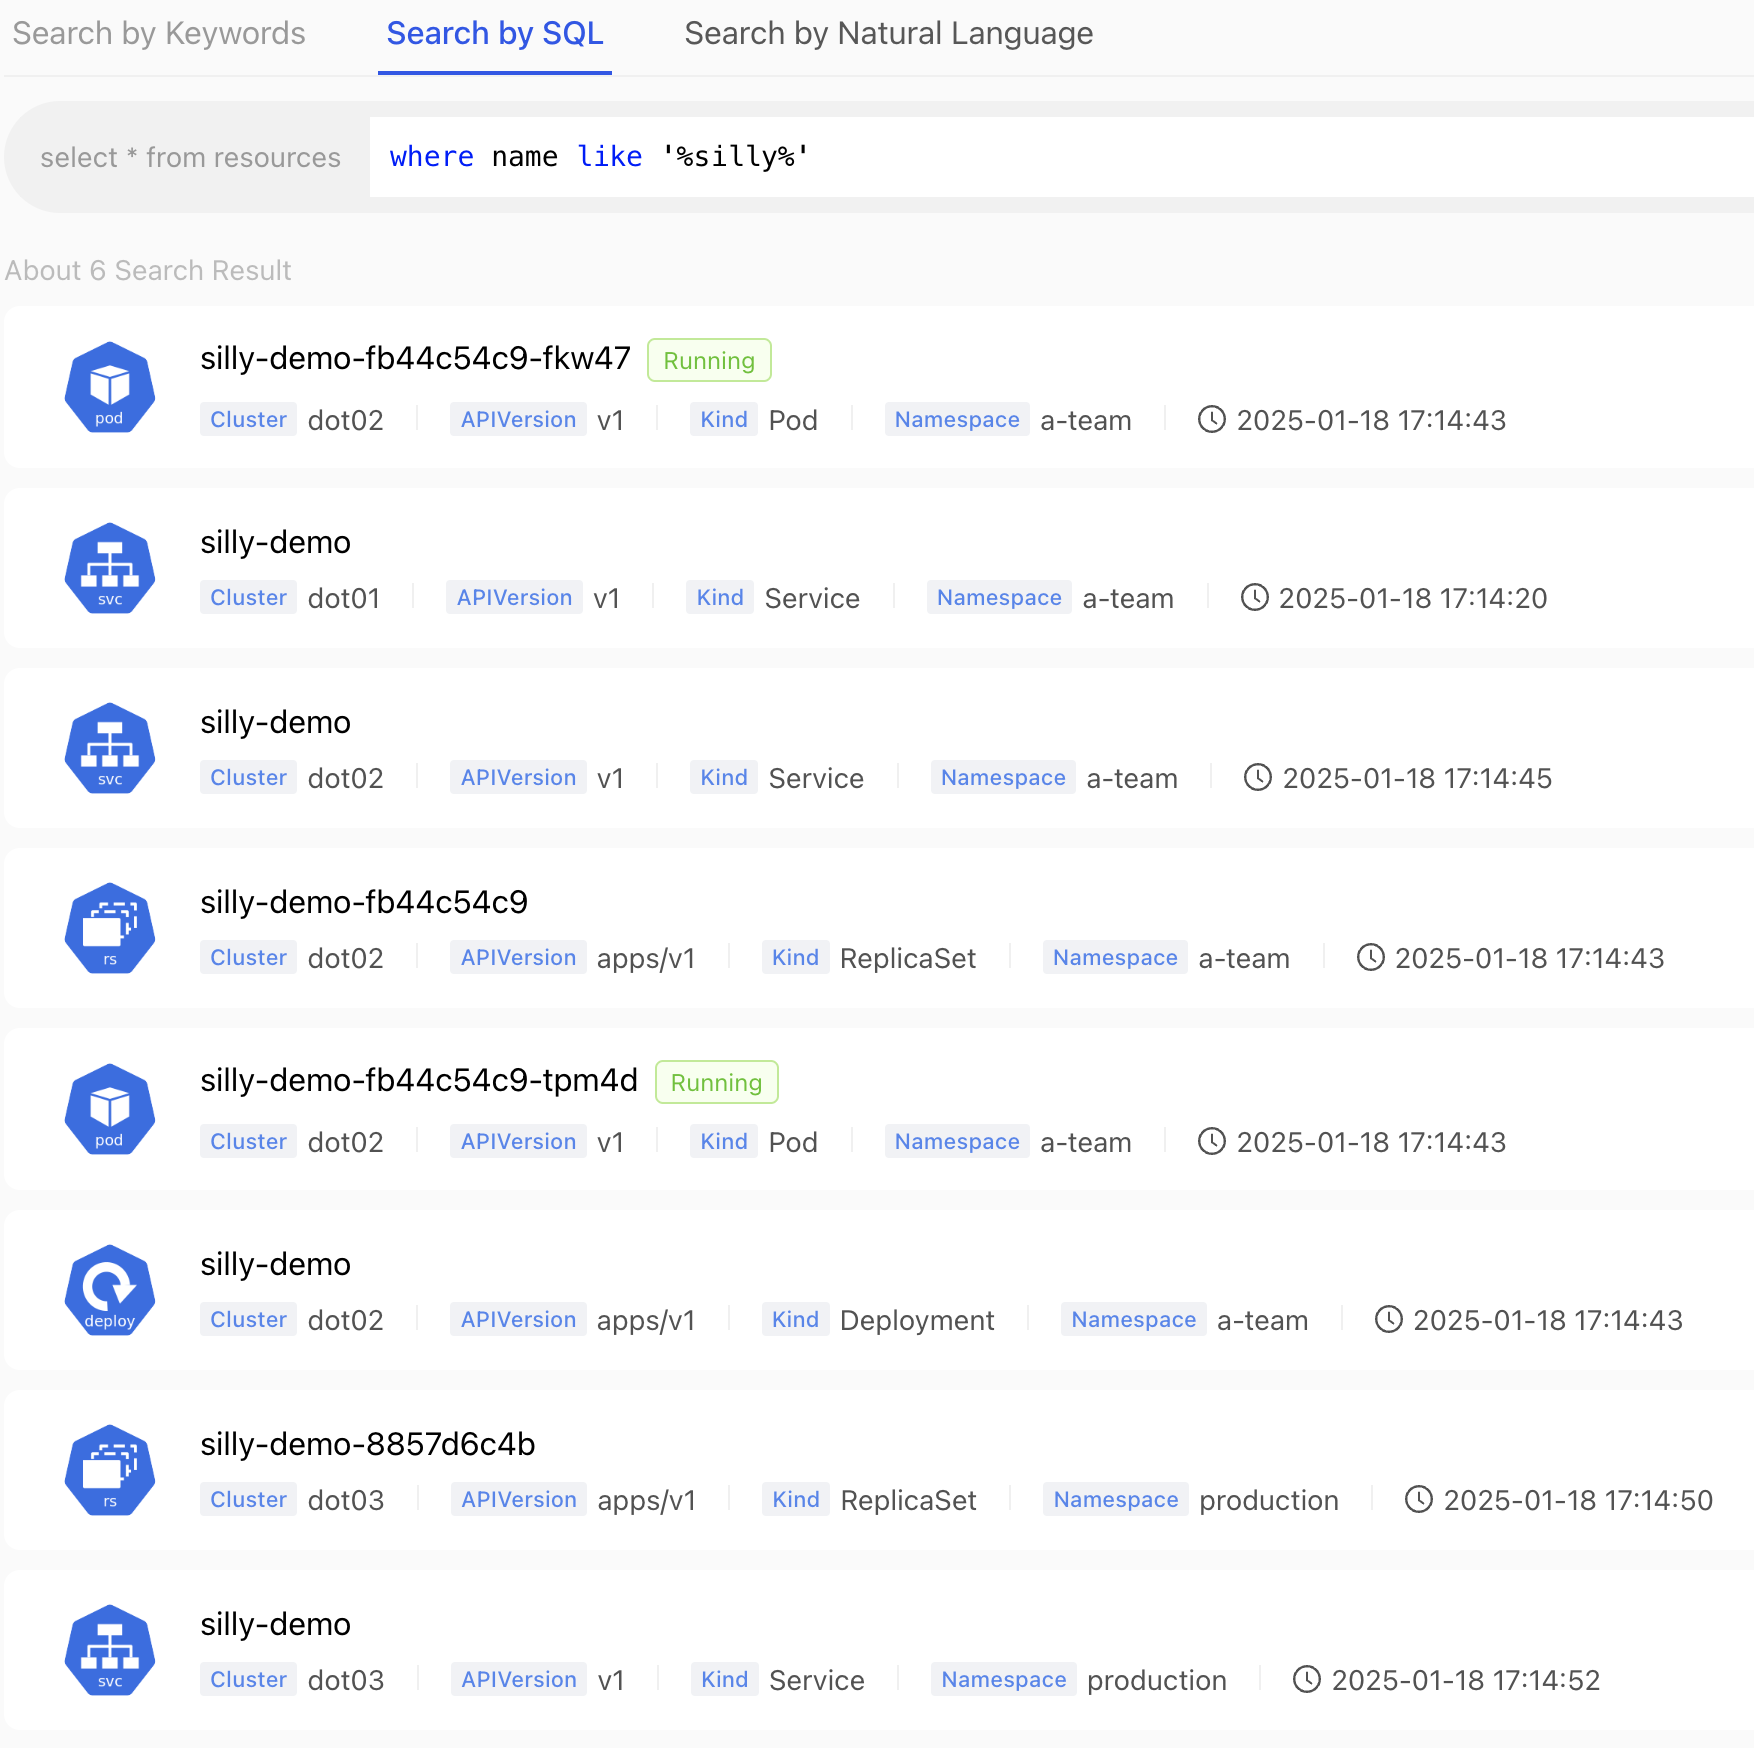 Search by Keywords Search by SQL Search by Natural Language
select * from resources where name like '%silly%'
About 6 Search Result
silly-demo-fb44c54c9-fkw47 Running
pod
Cluster dot02 APIVersion v1 Kind Pod Namespace a-team 2025-01-18 17:14:43
silly-demo
svc
Cluster dot01 APIVersion v1 Kind Service Namespace a-team 2025-01-18 17:14:20
silly-demo
svc
Cluster dot02 APIVersion v1 Kind Service Namespace a-team 2025-01-18 17:14:45
silly-demo-fb44c54c9
rs
Cluster dot02 APIVersion apps/v1 Kind ReplicaSet Namespace a-team 2025-01-18 17:14:43
silly-demo-fb44c54c9-tpm4d Running
pod
Cluster dot02 APIVersion v1 Kind Pod Namespace a-team 2025-01-18 17:14:43
silly-demo
deploy
Cluster dot02 APIVersion apps/v1 Kind Deployment Namespace a-team 2025-01-18 17:14:43
silly-demo-8857d6c4b
rs
Cluster dot03 APIVersion apps/v1 Kind ReplicaSet Namespace production 2025-01-18 17:14:50
silly-demo
svc
Cluster dot03 APIVersion v1 Kind Service Namespace production 2025-01-18 17:14:52